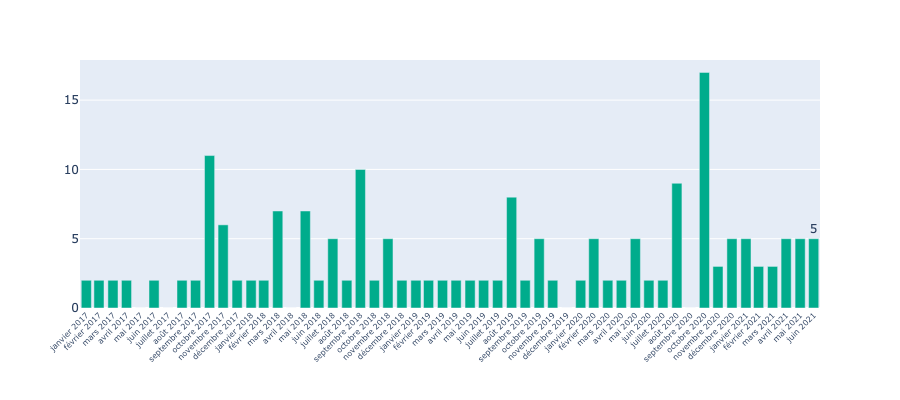 15
10
5
0
5
janvier 2017
février 2017
mars 2017
avril 2017
mai 2017
juin 2017
juillet 2017
août 2017
septembre 2017
octobre 2017
novembre 2017
décembre 2017
janvier 2018
février 2018
mars 2018
avril 2018
mai 2018
juin 2018
juillet 2018
août 2018
septembre 2018
octobre 2018
novembre 2018
décembre 2018
janvier 2019
février 2019
mars 2019
avril 2019
mai 2019
juin 2019
juillet 2019
août 2019
septembre 2019
octobre 2019
novembre 2019
décembre 2019
janvier 2020
février 2020
mars 2020
avril 2020
mai 2020
juin 2020
juillet 2020
août 2020
septembre 2020
octobre 2020
novembre 2020
décembre 2020
janvier 2021
février 2021
mars 2021
avril 2021
mai 2021
juin 2021